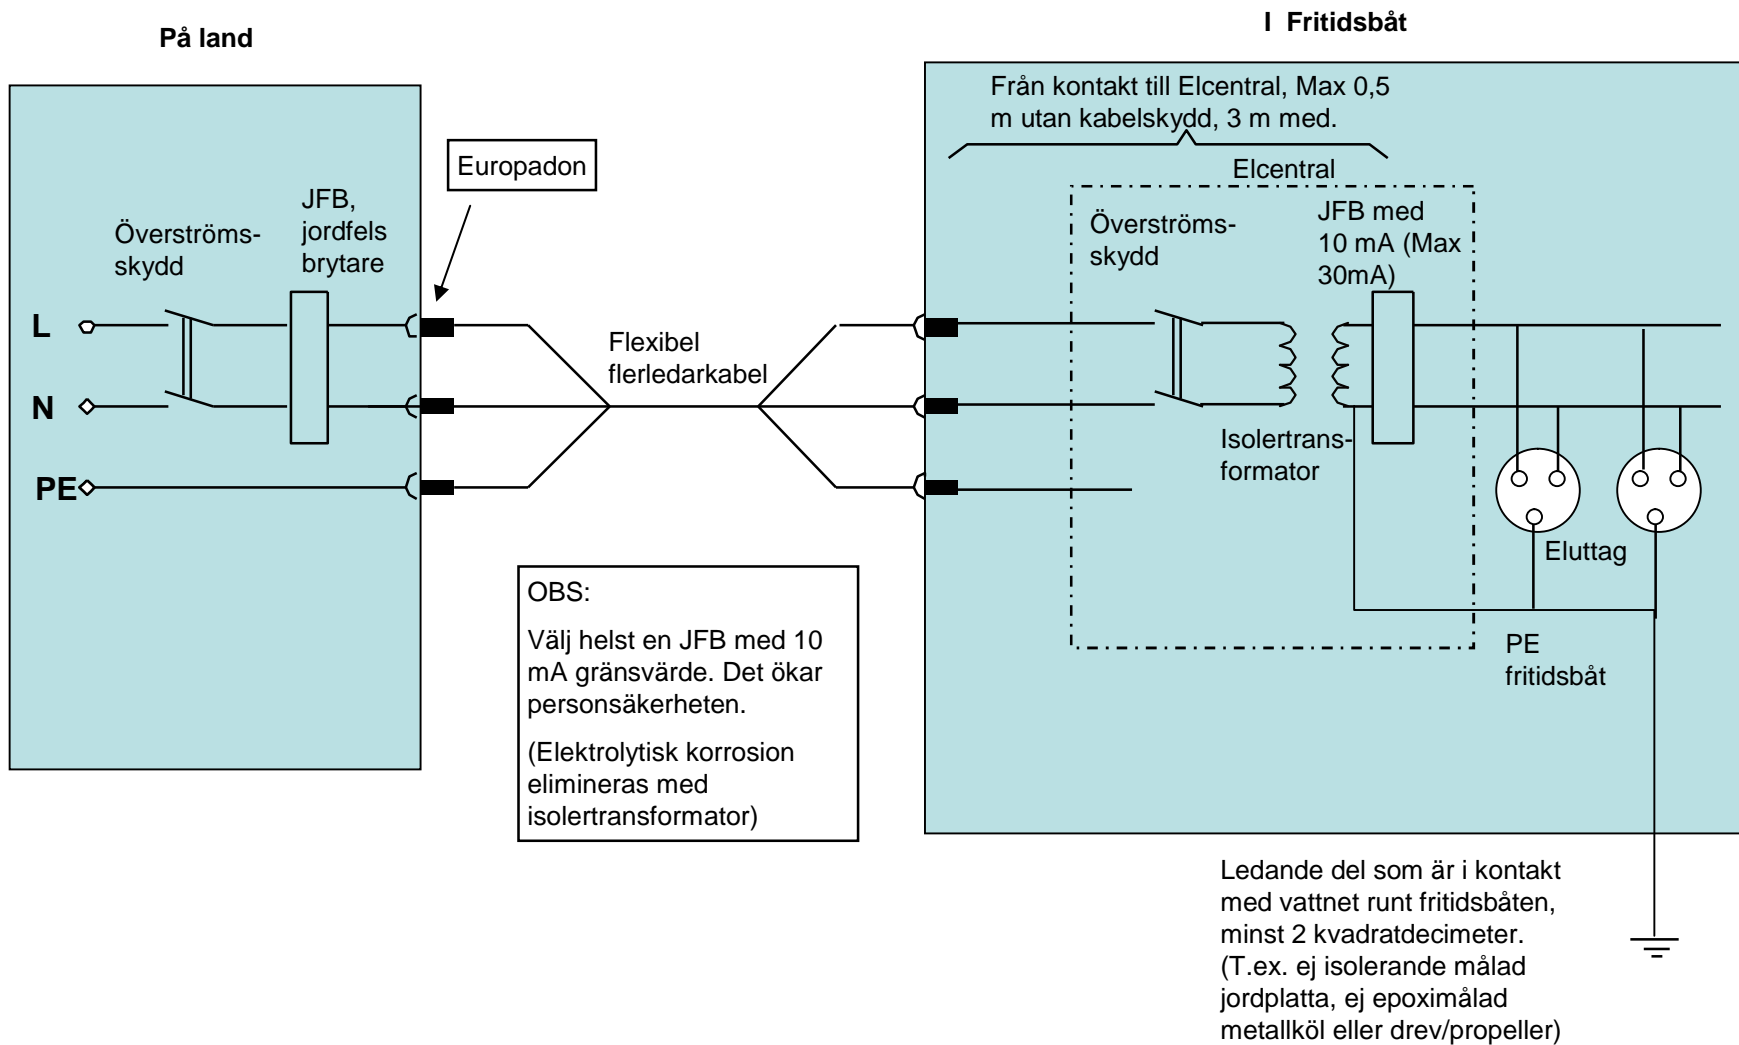 På land
I Fritidsbåt
Från kontakt till Elcentral, Max 0,5
m utan kabelskydd, 3 m med.
Europadon
Elcentral
JFB,
jordfels
brytare
Överströms-
skydd
Överströms-
skydd
JFB med
10 mA (Max
30mA)
L
Flexibel
flerledarkabel
N
Isolertrans-
formator
PE
Eluttag
OBS:
Välj helst en JFB med 10
mA gränsvärde. Det ökar
personsäkerheten.
(Elektrolytisk korrosion
elimineras med
isolertransformator)
PE
fritidsbåt
Ledande del som är i kontakt
med vattnet runt fritidsbåten,
minst 2 kvadratdecimeter.
(T.ex. ej isolerande målad
jordplatta, ej epoximålad
metallköl eller drev/propeller)